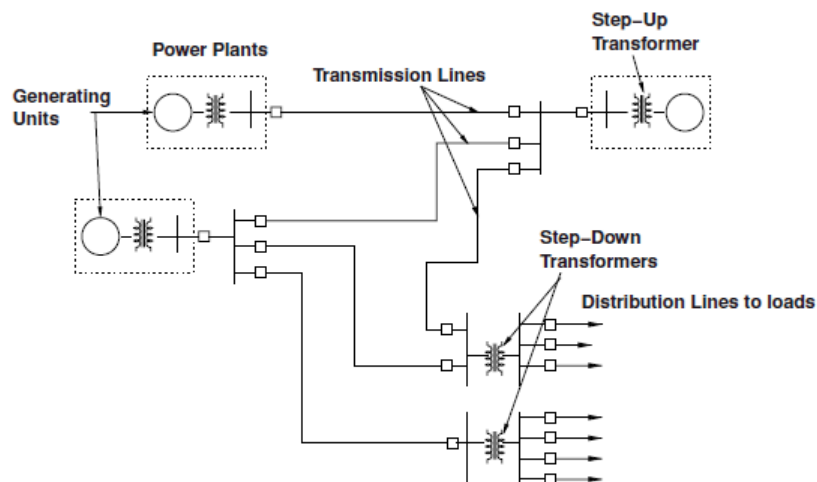 Step-Up
Transformer
Power Plants
Transmission Lines
Generating
Units
Step-Down
Transformers
Distribution Lines to loads